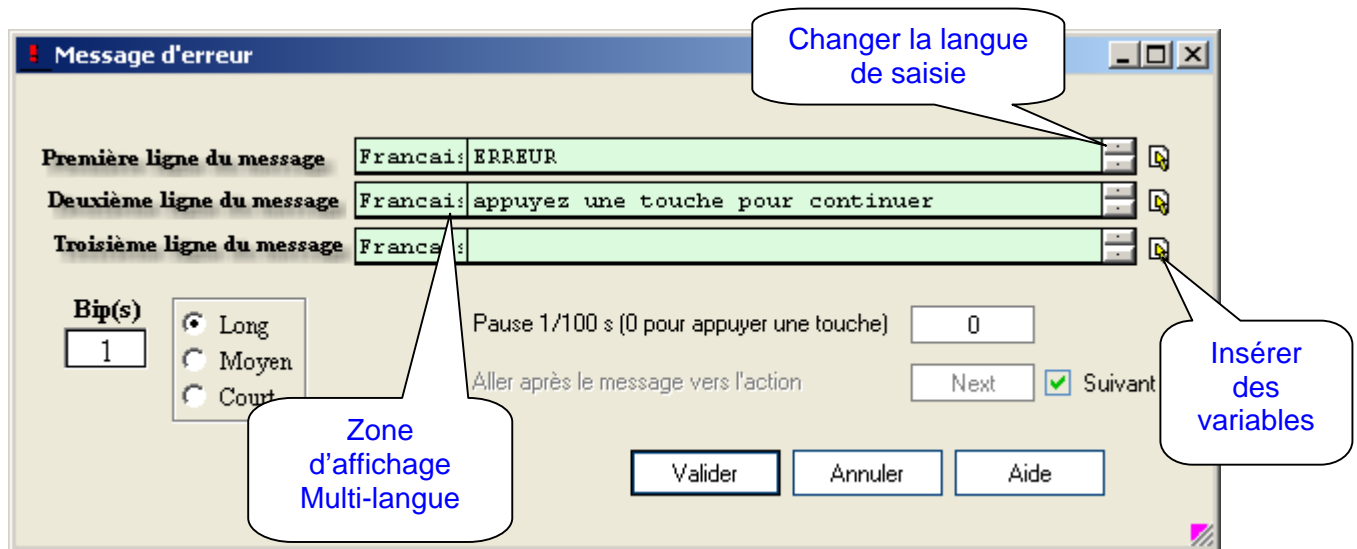 Message d'erreur
Changer la langue
de saisie
Première ligne du message
Francais
ERREUR
Deuxième ligne du message
Francais
appuyez une touche pour continuer
Troisième ligne du message
Bip(s)
1
Long
Moyen
Court
Pause 1/100 s (0 pour appuyer une touche)
0
Aller après le message vers l'action
Next
Suivant
Insérer
des
variables
Zone
d'affichage
Multi-langue
Valider
Annuler
Aide